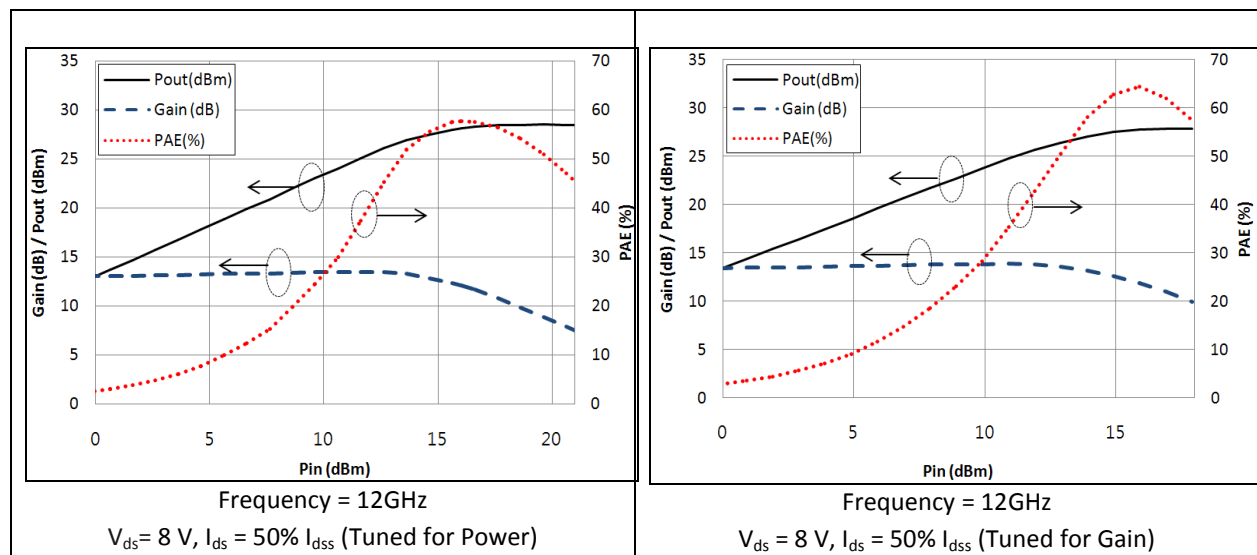 35
30
25
20
15
10
5
0
Gain (dB) / Pout (dBm)
Pout(dBm)
Gain (dB)
PAE(%)
70
60
50
40
30
20
10
0
PAE (%)
0 5 10 15 20
Pin (dBm)
Frequency = 12GHz
Vds= 8 V, Ids = 50% Idss (Tuned for Power)
35
30
25
20
15
10
5
0
Gain (dB) / Pout (dBm)
Pout(dBm)
Gain (dB)
PAE(%)
70
60
50
40
30
20
10
0
PAE (%)
0 5 10 15
Pin (dBm)
Frequency = 12GHz
Vds= 8 V, Ids = 50% Idss (Tuned for Gain)